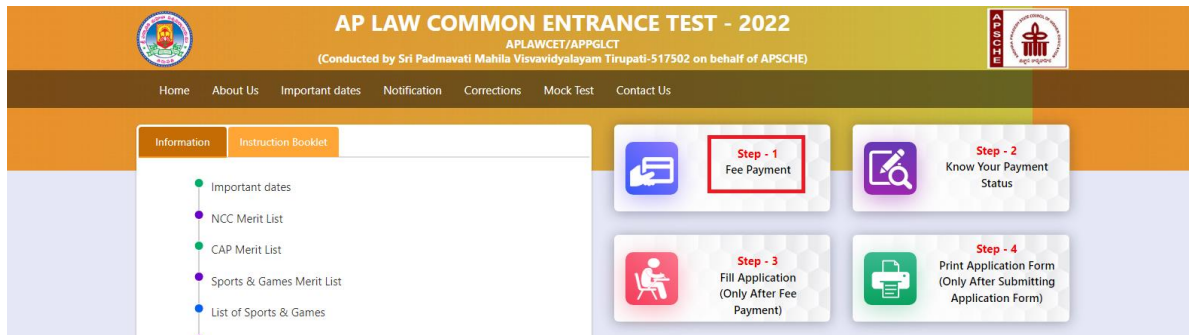 AP LAW COMMON ENTRANCE TEST - 2022
APLAWCET/APPGLCT
(Conducted by Sri Padmavati Mahila Visvavidyalayam Tirupati-517502 on behalf of APSCHE)
APSCHE
Home About Us Important dates Notification Corrections Mock Test Contact Us
Information Instruction Booklet
Important dates
NCC Merit List
CAP Merit List
Sports & Games Merit List
List of Sports & Games
Step - 1
Fee Payment
Step - 2
Know Your Payment
Status
Step - 3
Fill Application
(Only After Fee
Payment)
Step - 4
Print Application Form
(Only After Submitting
Application Form)